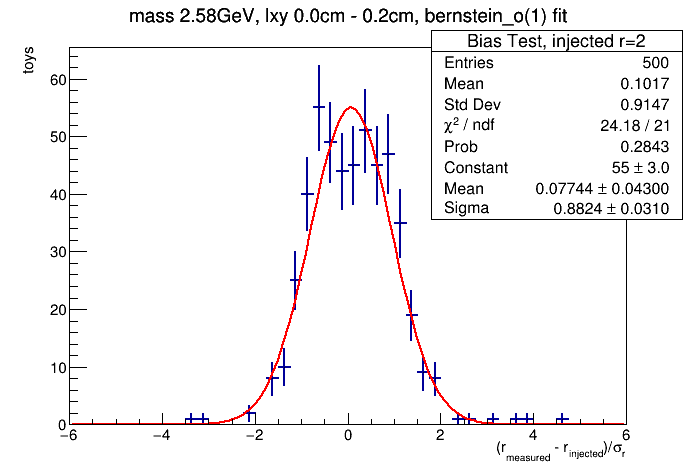 mass 2.58GeV, lxy 0.0cm - 0.2cm, bernstein_o(1) fit
toys
Bias Test, injected r=2
Entries 500
Mean 0.1017
Std Dev 0.9147
χ² / ndf 24.18 / 21
Prob 0.2843
Constant 55 ± 3.0
Mean 0.07744 ± 0.04300
Sigma 0.8824 ± 0.0310
60
50
40
30
20
10
0
−6 −4 −2 0 2 4 6
(r_measured - r_injected)/σ_r